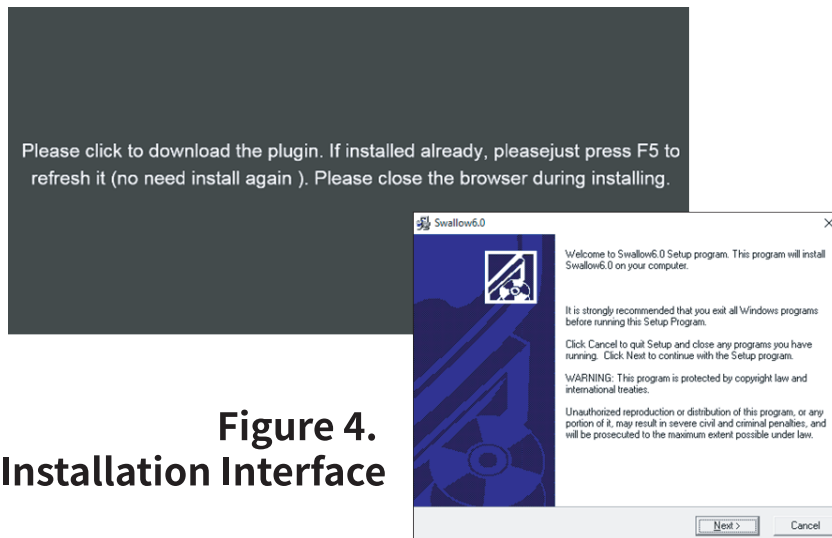 Please click to download the plugin. If installed already, pleasejust press F5 to
refresh it (no need install again ). Please close the browser during installing.
Swallow6.0
Welcome to Swallow6.0 Setup program. This program will install
Swallow6.0 on your computer.
It is strongly recommended that you exit all Windows programs
before running this Setup Program.
Click Cancel to quit Setup and close any programs you have
running. Click Next to continue with the Setup program.
WARNING: This program is protected by copyright law and
international treaties.
Unauthorized reproduction or distribution of this program, or any
portion of it, may result in severe civil and criminal penalties, and
will be prosecuted to the maximum extent possible under law.
Next >
Cancel
Figure 4.
Installation Interface